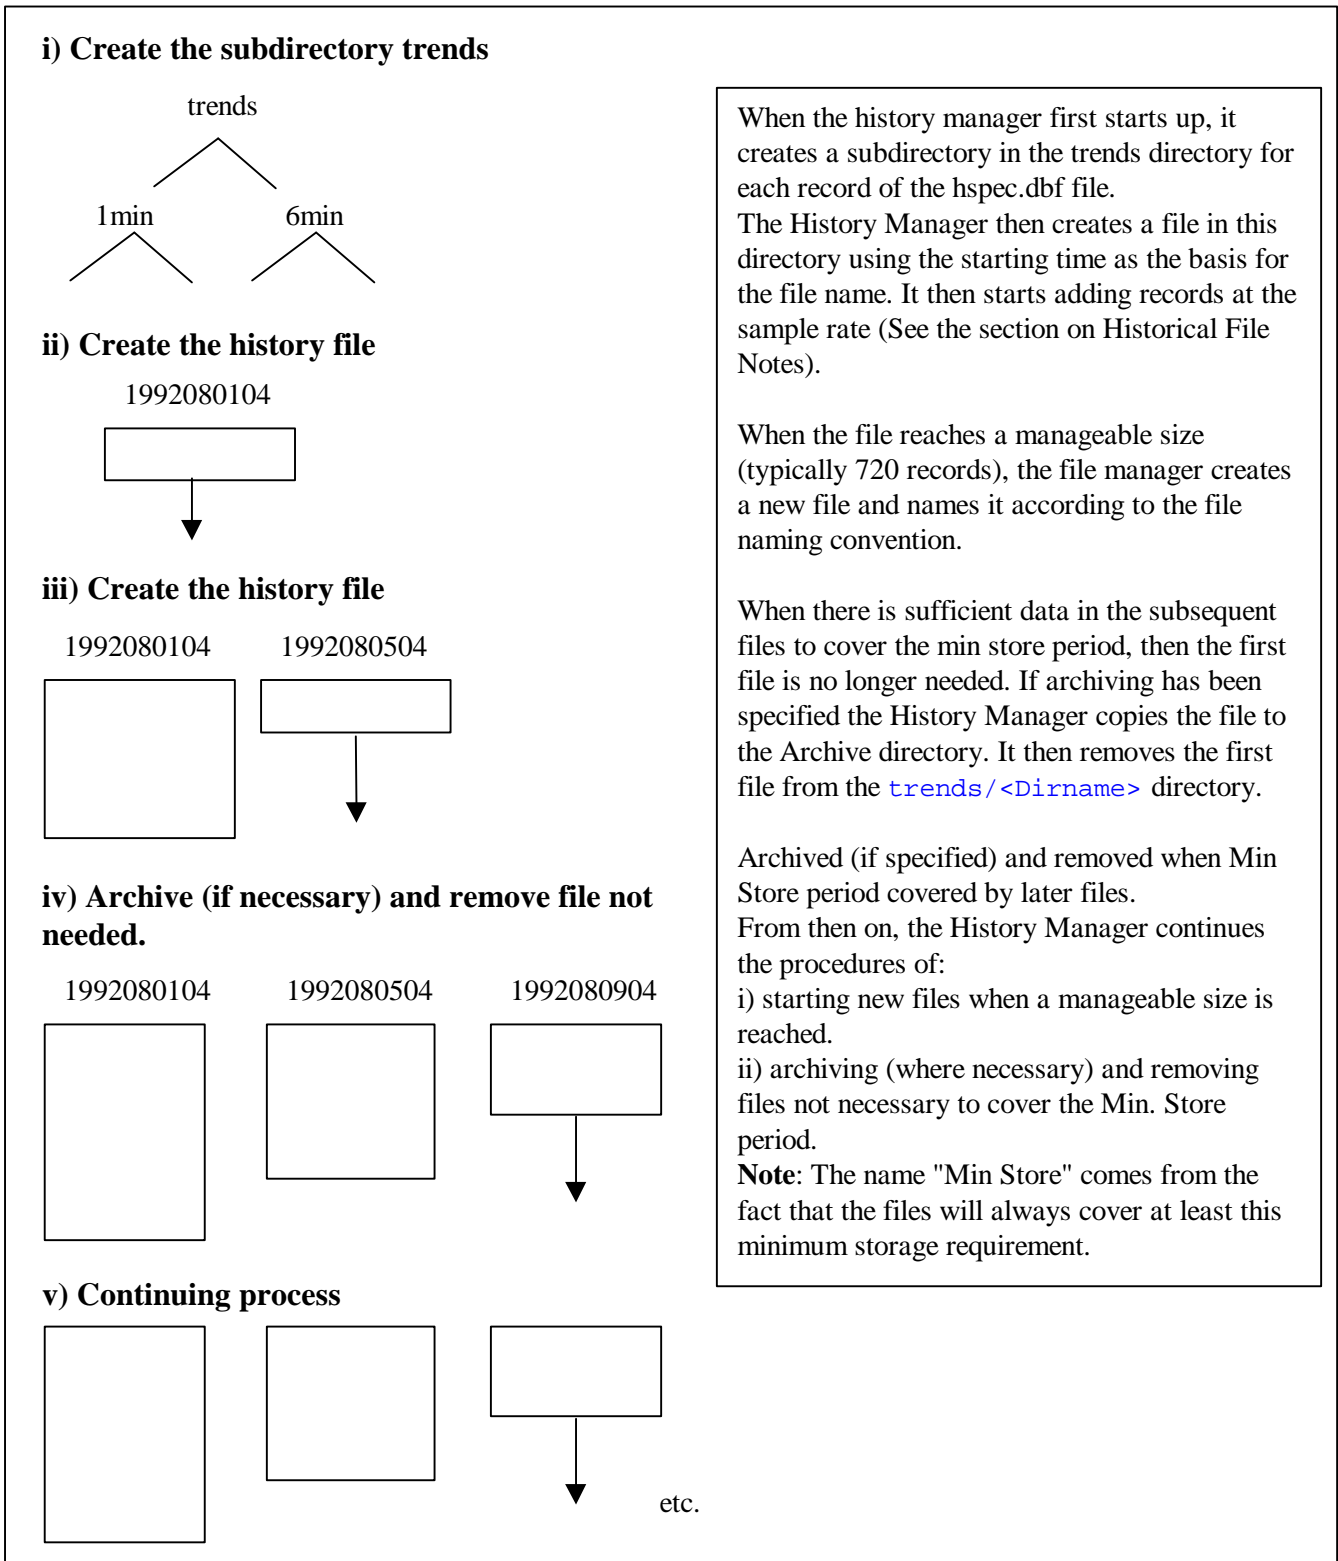 i) Create the subdirectory trends
trends
1min 6min
ii) Create the history file
1992080104
iii) Create the history file
1992080104 1992080504
iv) Archive (if necessary) and remove file not
needed.
1992080104 1992080504 1992080904
v) Continuing process
etc.
When the history manager first starts up, it
creates a subdirectory in the trends directory for
each record of the hspec.dbf file.
The History Manager then creates a file in this
directory using the starting time as the basis for
the file name. It then starts adding records at the
sample rate (See the section on Historical File
Notes).
When the file reaches a manageable size
(typically 720 records), the file manager creates
a new file and names it according to the file
naming convention.
When there is sufficient data in the subsequent
files to cover the min store period, then the first
file is no longer needed. If archiving has been
specified the History Manager copies the file to
the Archive directory. It then removes the first
file from the trends/<Dirname> directory.
Archived (if specified) and removed when Min
Store period covered by later files.
From then on, the History Manager continues
the procedures of:
i) starting new files when a manageable size is
reached.
ii) archiving (where necessary) and removing
files not necessary to cover the Min. Store
period.
Note: The name "Min Store" comes from the
fact that the files will always cover at least this
minimum storage requirement.